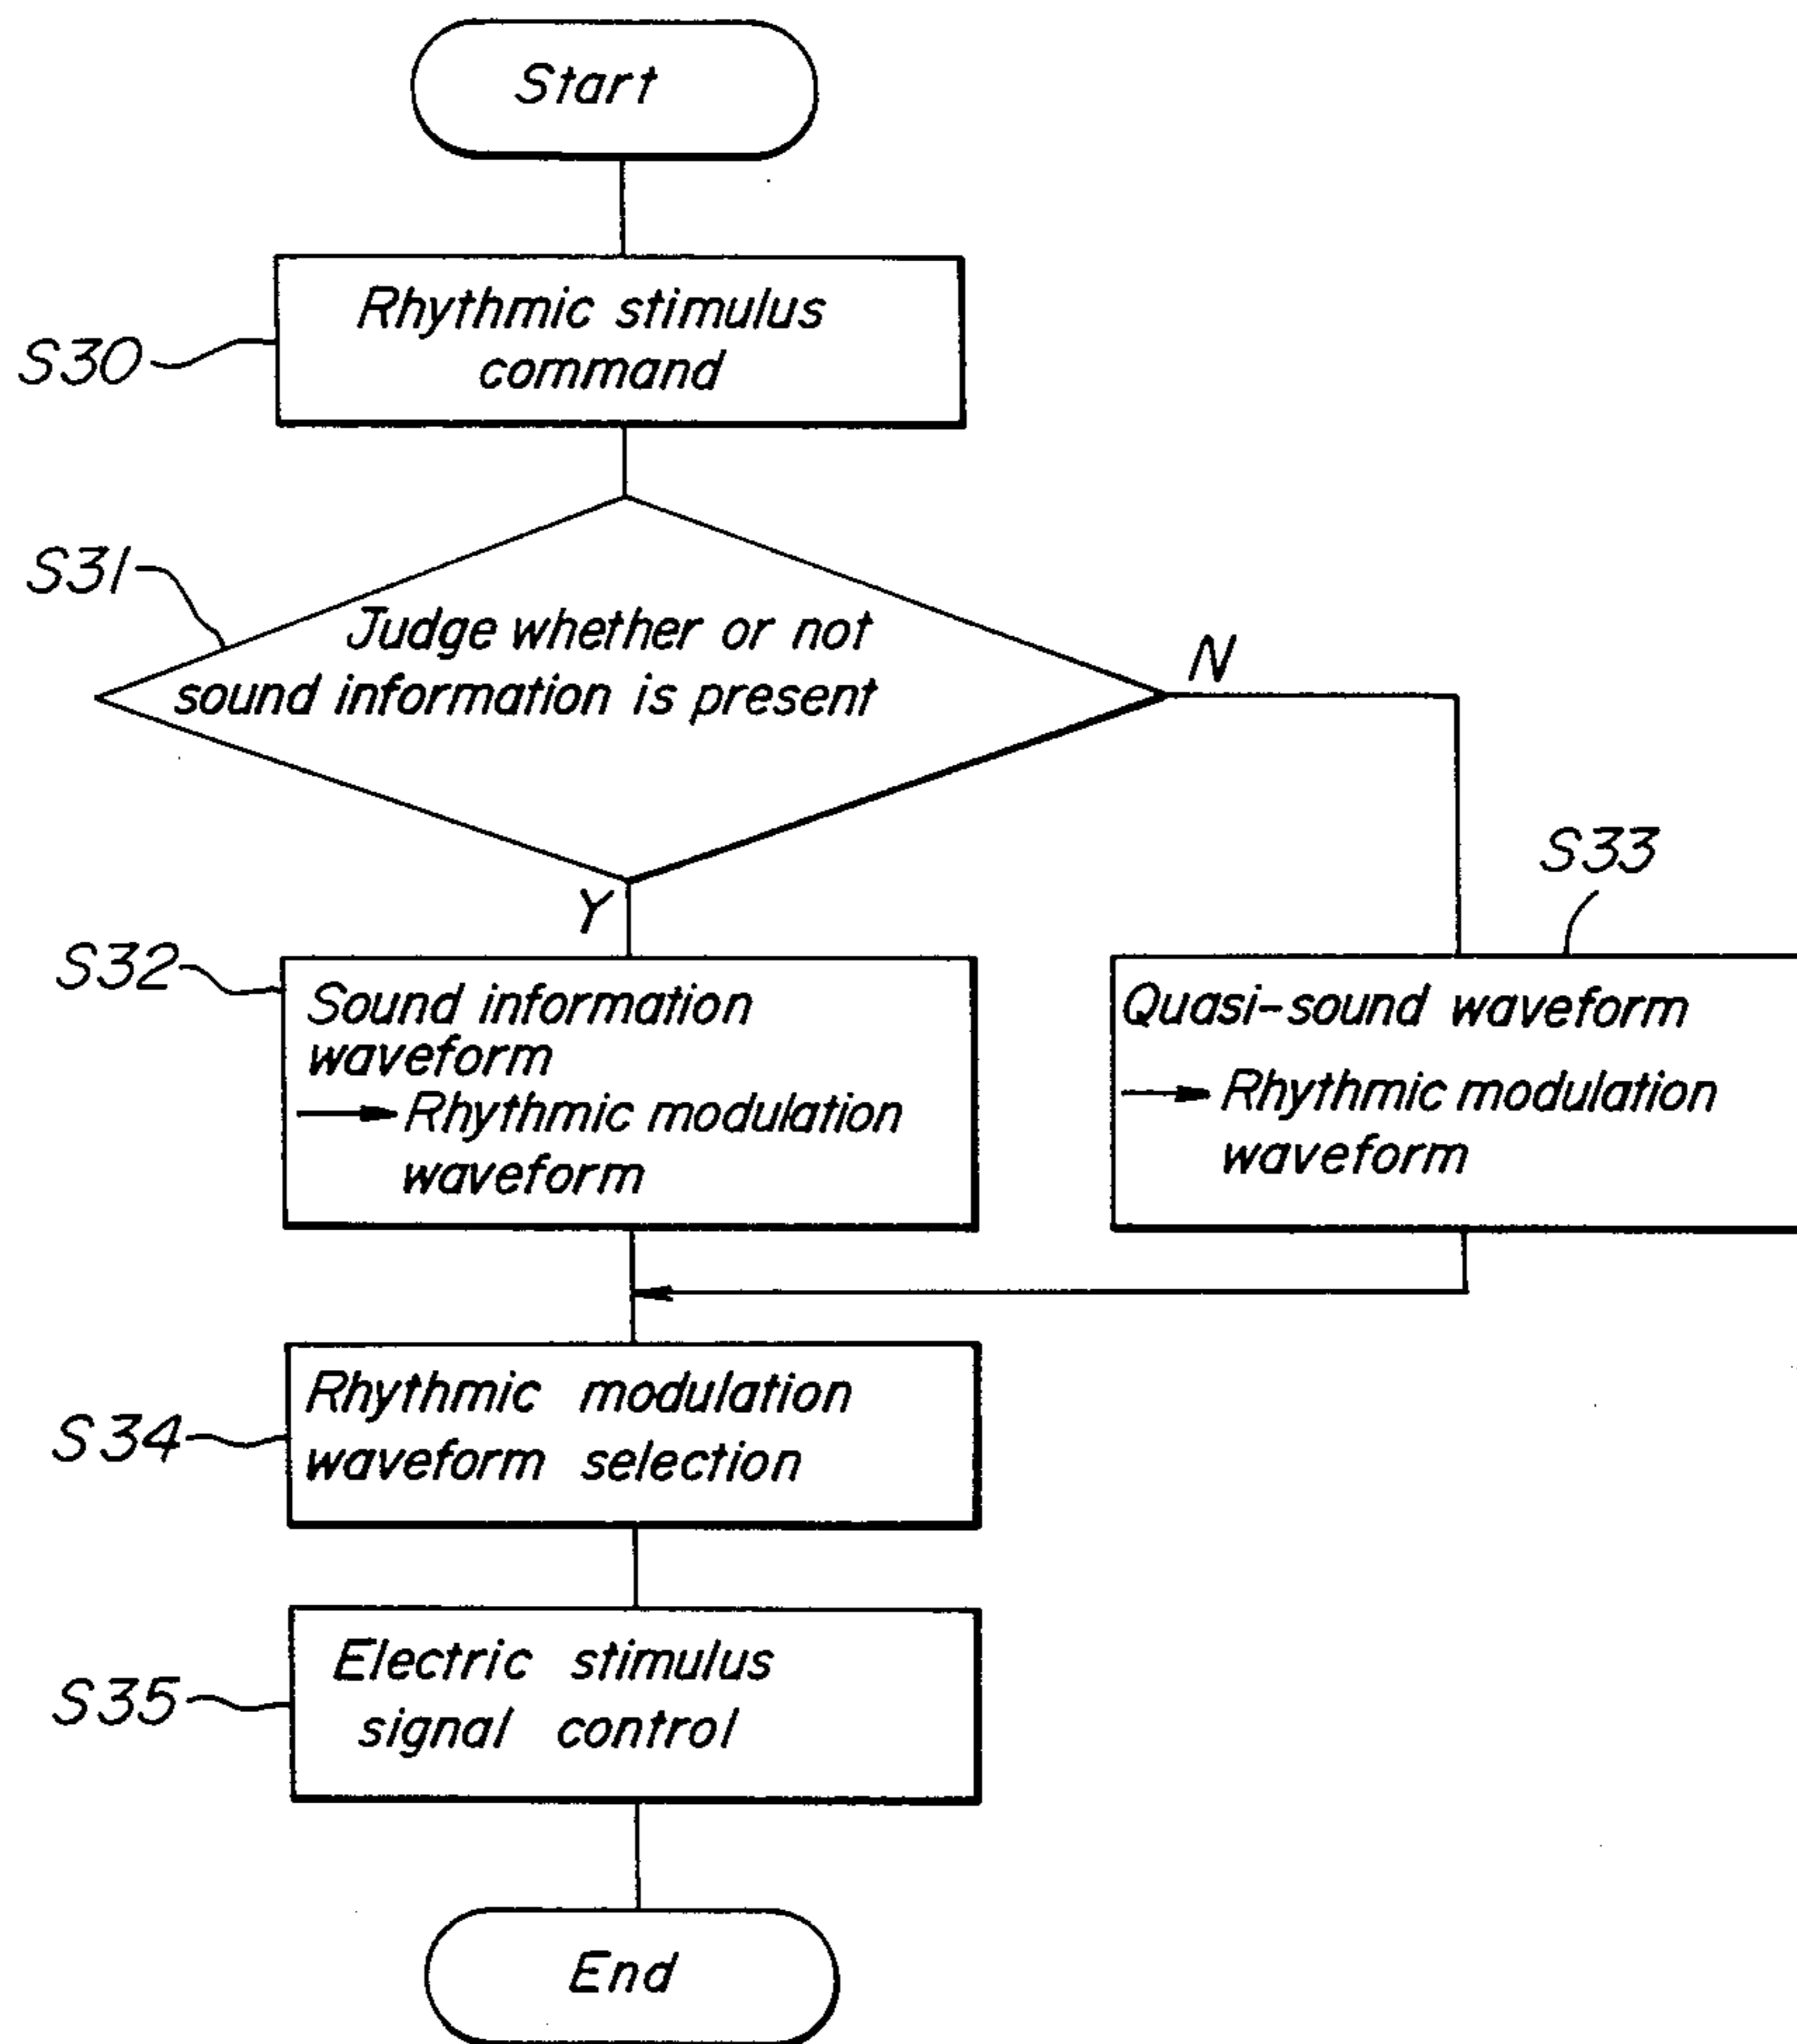 Start
Rhythmic stimulus
command
S30
S31
Judge whether or not
sound information is present
N
Y
S33
S32
Sound information
waveform
→ Rhythmic modulation
waveform
Quasi-sound waveform
→ Rhythmic modulation
waveform
Rhythmic modulation
waveform selection
S34
Electric stimulus
signal control
S35
End